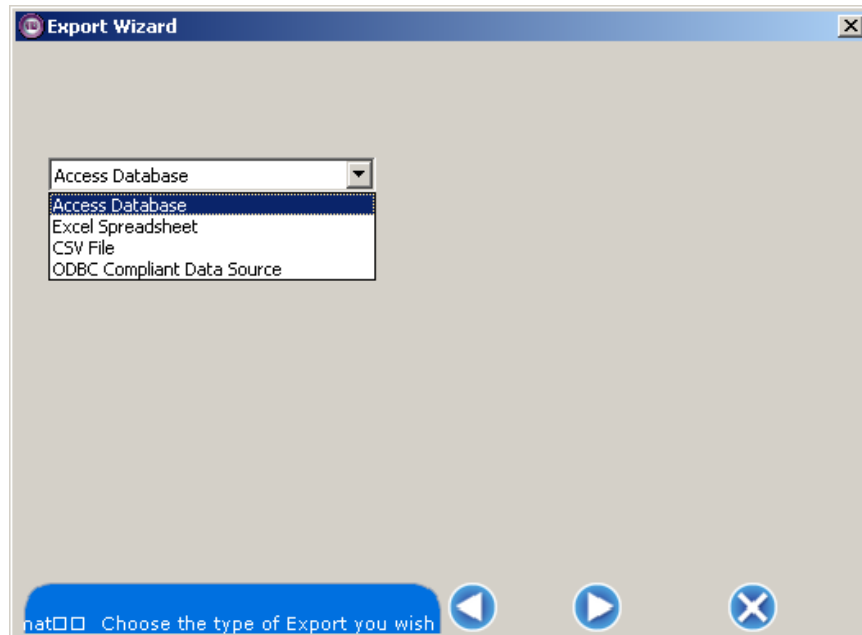 Export Wizard
Access Database
Access Database
Excel Spreadsheet
CSV File
ODBC Compliant Data Source
nat□□ Choose the type of Export you wish